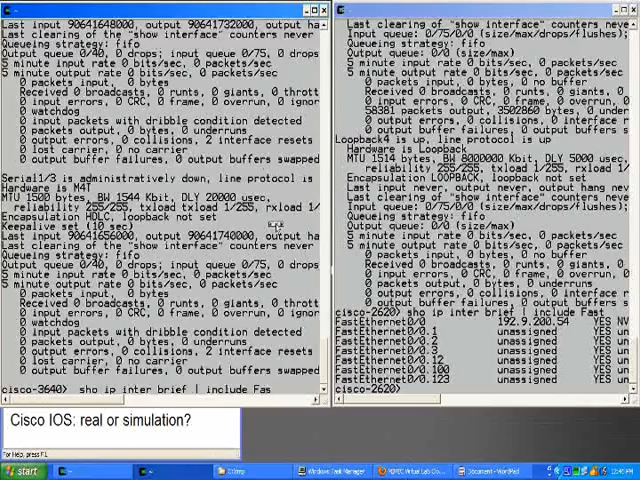 Last input 90641648000, output 90641732000, output hang
Last clearing of "show interface" counters never
Queueing strategy: fifo
Output queue 0/40, 0 drops; input queue 0/75, 0 drops
5 minute input rate 0 bits/sec, 0 packets/sec
5 minute output rate 0 bits/sec, 0 packets/sec
0 packets input, 0 bytes
Received 0 broadcasts, 0 runts, 0 giants, 0 thrott
0 input errors, 0 CRC, 0 frame, 0 overrun, 0 ignor
0 watchdog
0 input packets with dribble condition detected
0 packets output, 0 bytes, 0 underruns
0 output errors, 0 collisions, 2 interface resets
0 lost carrier, 0 no carrier
0 output buffer failures, 0 output buffers swapped
Serial1/3 is administratively down, line protocol is
Hardware is M4T
MTU 1500 bytes, BW 1544 Kbit, DLY 20000 usec,
reliability 255/255, txload txload 1/255, rxload 1/
Encapsulation HDLC, loopback not set
Keepalive set (10 sec)
Last input 90641656000, output 90641740000, output hang
Last clearing of "show interface" counters never
Queueing strategy: fifo
Output queue 0/40, 0 drops; input queue 0/75, 0 drops
5 minute input rate 0 bits/sec, 0 packets/sec
5 minute output rate 0 bits/sec, 0 packets/sec
0 packets input, 0 bytes
Received 0 broadcasts, 0 runts, 0 giants, 0 thrott
0 input errors, 0 CRC, 0 frame, 0 overrun, 0 ignor
0 watchdog
0 input packets with dribble condition detected
0 packets output, 0 bytes, 0 underruns
0 output errors, 0 collisions, 2 interface resets
0 lost carrier, 0 no carrier
0 output buffer failures, 0 output buffers swapped
cisco-3640> sho ip inter brief | include Fas
Last clearing of "show interface" counters never
Input queue: 0/75/0/0 (size/max/drops/flushes);
Queueing strategy: fifo
Output queue: 0/0 (size/max)
5 minute input rate 0 bits/sec, 0 packets/sec
5 minute output rate 0 bits/sec, 0 packets/sec
0 packets input, 0 bytes, 0 no buffer
Received 0 broadcasts, 0 runts, 0 giants,
0 input errors, 0 CRC, 0 frame, 0 overrun,
58381 packets output, 3502860 bytes, 0 under
0 output errors, 0 collisions, 0 interface r
0 output buffer failures, 0 output buffers s
Loopback4 is up, line protocol is up
Hardware is Loopback
MTU 1514 bytes, BW 8000000 Kbit, DLY 5000 usec,
reliability 255/255, txload 1/255, rxload 1/
Encapsulation LOOPBACK, loopback not set
Last input never, output never, output hang neve
Last clearing of "show interface" counters never
Input queue: 0/75/0/0 (size/max/drops/flushes);
Queueing strategy: fifo
Output queue: 0/0 (size/max)
5 minute input rate 0 bits/sec, 0 packets/sec
5 minute output rate 0 bits/sec, 0 packets/sec
0 packets input, 0 bytes, 0 no buffer
Received 0 broadcasts, 0 runts, 0 giants,
0 input errors, 0 CRC, 0 frame, 0 overrun,
0 packets output, 0 bytes, 0 underruns
0 output errors, 0 collisions, 0 interface r
0 output buffer failures, 0 output buffers s
cisco-2620> sho ip inter brief | include Fast
FastEthernet0/0 192.9.200.54 YES NV
FastEthernet0/0.1 unassigned YES un
FastEthernet0/0.2 unassigned YES un
FastEthernet0/0.3 unassigned YES un
FastEthernet0/0.12 unassigned YES un
FastEthernet0/0.100 unassigned YES un
FastEthernet0/0.123 unassigned YES un
cisco-2620>
Cisco IOS: real or simulation?
For Help, press F1
start
Windows Task Manager
Document - WordPad
12:46 PM